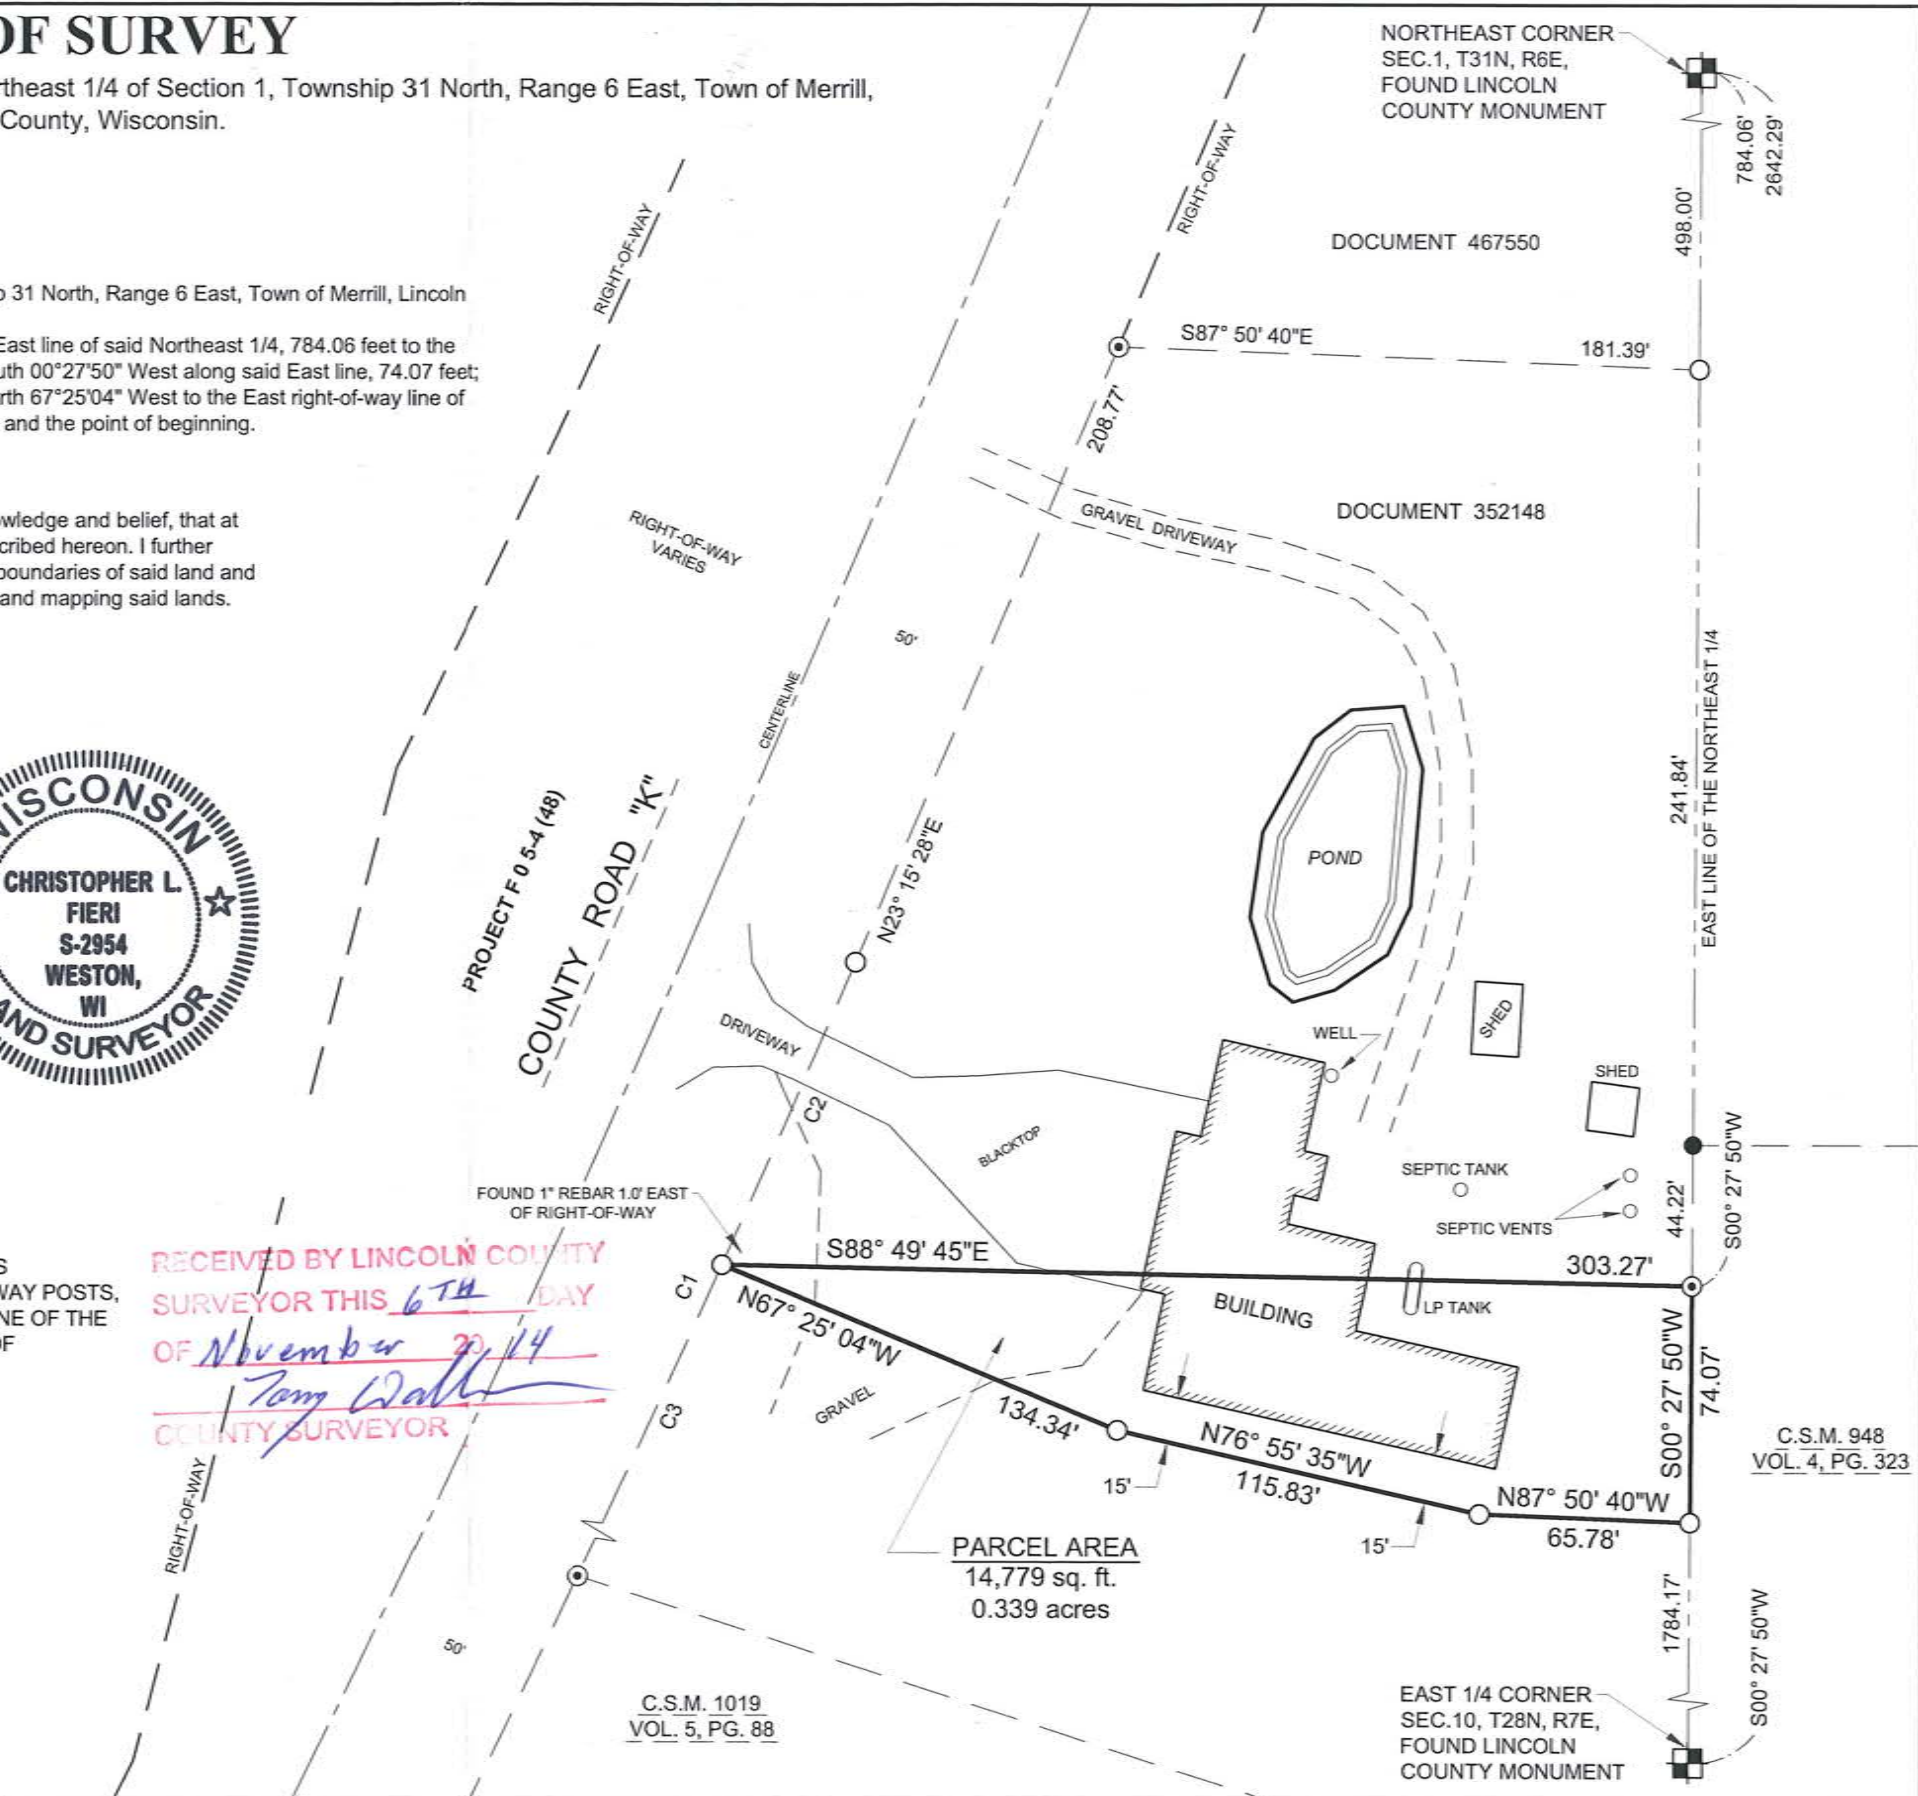 OF SURVEY
rtheast 1/4 of Section 1, Township 31 North, Range 6 East, Town of Merrill,
County, Wisconsin.
NORTHEAST CORNER
SEC.1, T31N, R6E,
FOUND LINCOLN
COUNTY MONUMENT
784.06'
2642.29'
498.00'
RIGHT-OF-WAY
RIGHT-OF-WAY
DOCUMENT 467550
o 31 North, Range 6 East, Town of Merrill, Lincoln
East line of said Northeast 1/4, 784.06 feet to the
uth 00°27'50" West along said East line, 74.07 feet;
rth 67°25'04" West to the East right-of-way line of
and the point of beginning.
S87° 50' 40"E
181.39'
208.77'
owledge and belief, that at
cribed hereon. I further
boundaries of said land and
and mapping said lands.
RIGHT-OF-WAY
VARIES
GRAVEL DRIVEWAY
DOCUMENT 352148
50'
CENTERLINE
EAST LINE OF THE NORTHEAST 1/4
241.84'
WISCONSIN
CHRISTOPHER L.
FIERI
S-2954
WESTON,
WI
AND SURVEYOR
PROJECT F 0 5-4 (48)
COUNTY ROAD "K"
N23° 15' 28"E
POND
SHED
WELL
DRIVEWAY
SHED
C2
BLACKTOP
SEPTIC TANK
SEPTIC VENTS
44.22'
S00° 27' 50"W
FOUND 1" REBAR 1.0' EAST
OF RIGHT-OF-WAY
S88° 49' 45"E
303.27'
C1
S
WAY POSTS,
NE OF THE
OF
RECEIVED BY LINCOLN COUNTY
SURVEYOR THIS 6TH DAY
OF November 20 14
COUNTY SURVEYOR
N67° 25' 04"W
134.34'
BUILDING
LP TANK
S00° 27' 50"W
74.07'
C3
GRAVEL
N76° 55' 35"W
115.83'
15'
15'
N87° 50' 40"W
65.78'
C.S.M. 948
VOL. 4, PG. 323
RIGHT-OF-WAY
PARCEL AREA
14,779 sq. ft.
0.339 acres
1784.17'
S00° 27' 50"W
50'
C.S.M. 1019
VOL. 5, PG. 88
EAST 1/4 CORNER
SEC.10, T28N, R7E,
FOUND LINCOLN
COUNTY MONUMENT